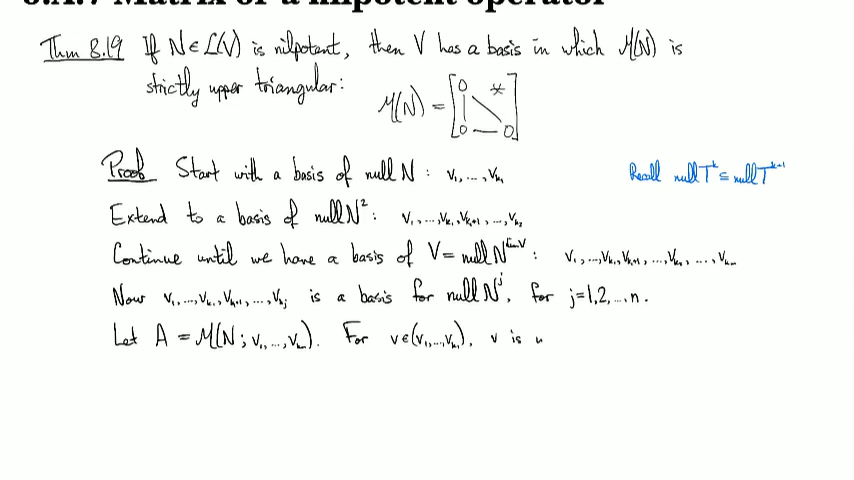 8.A.7 Matrix of a nilpotent operator
Thm 8.19 If N ∈ L(V) is nilpotent, then V has a basis in which M(N) is
strictly upper triangular: M(N) = [0 * 0 0]
Proof Start with a basis of null N : v₁, ..., vₖ₁
Recall null Tᵏ ⊆ null Tᵏ⁺¹
Extend to a basis of null N² : v₁, ..., vₖ₁, vₖ₁₊₁, ..., vₖ₂
Continue until we have a basis of V = null N^dim V : v₁, ..., vₖ₁, vₖ₁₊₁, ..., vₖ₂, ..., vₖₙ
Now v₁, ..., vₖ₁, vₖ₁₊₁, ..., vₖⱼ is a basis for null Nʲ, for j = 1, 2, ... n.
Let A = M(N; v₁, ..., vₖₙ). For v ∈ (v₁, ..., vₖ₁), v is